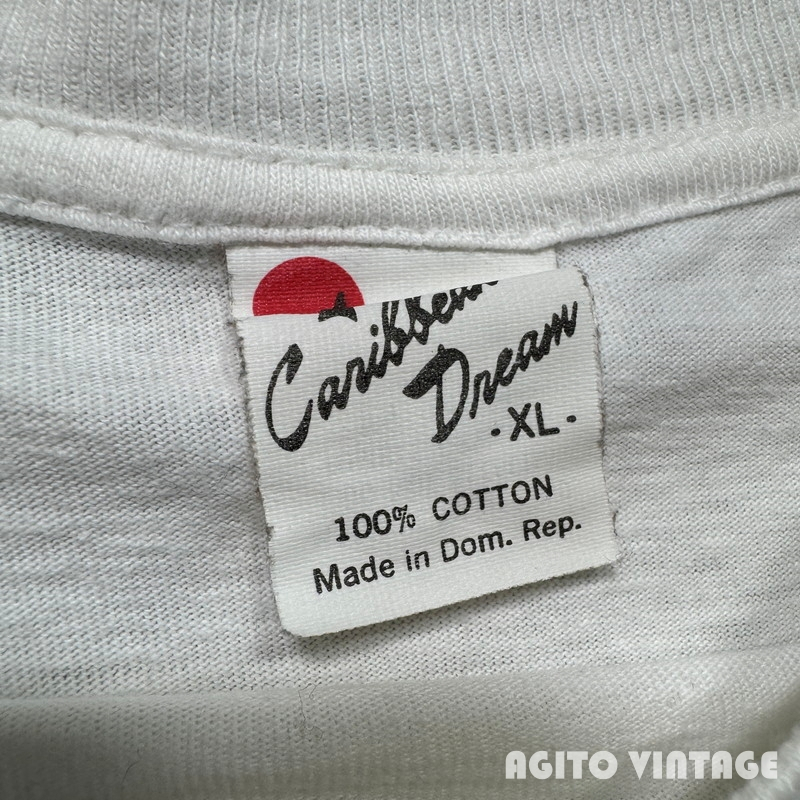 Caribbean
Dream
·XL·
100% COTTON
Made in Dom. Rep.
AGITO VINTAGE